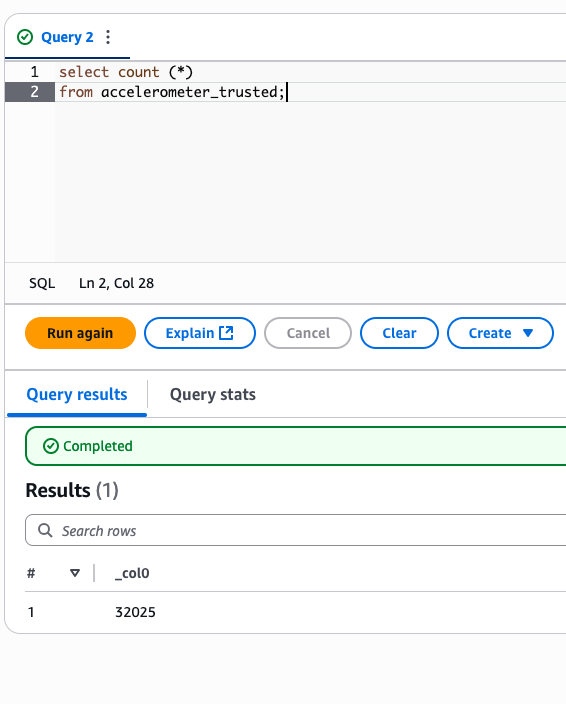 Query 2
1 select count (*)
2 from accelerometer_trusted;
SQL Ln 2, Col 28
Run again Explain Cancel Clear Create
Query results Query stats
Completed
Results (1)
Search rows
# _col0
1 32025